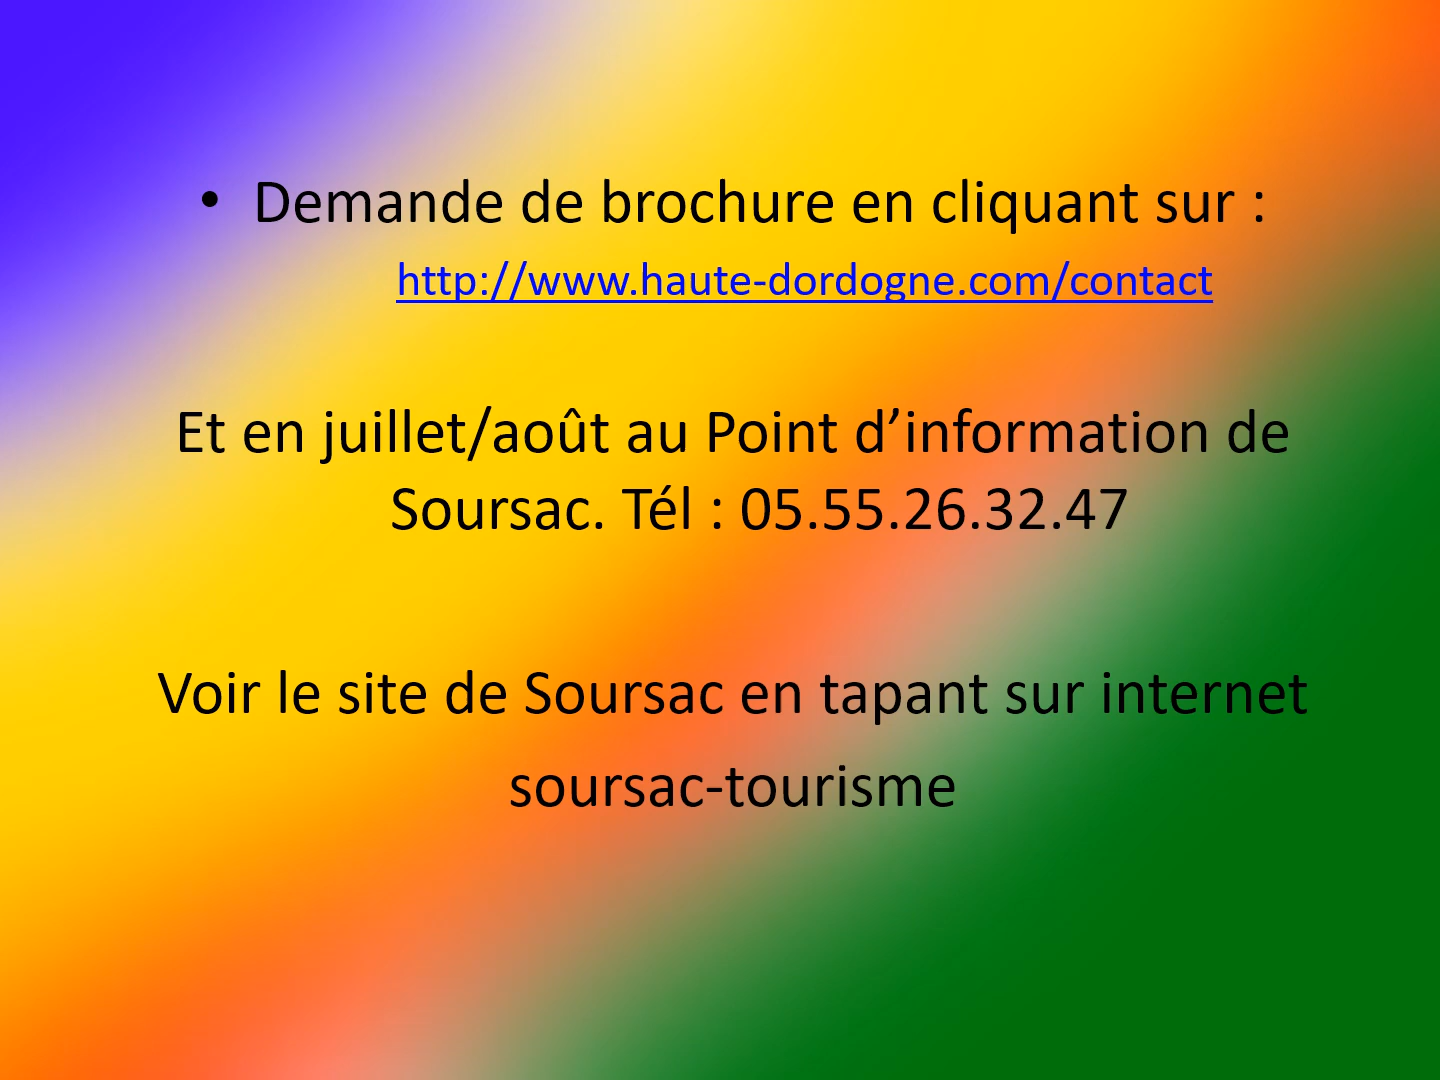 • Demande de brochure en cliquant sur :
http://www.haute-dordogne.com/contact
Et en juillet/août au Point d’information de
Soursac. Tél : 05.55.26.32.47
Voir le site de Soursac en tapant sur internet
soursac-tourisme